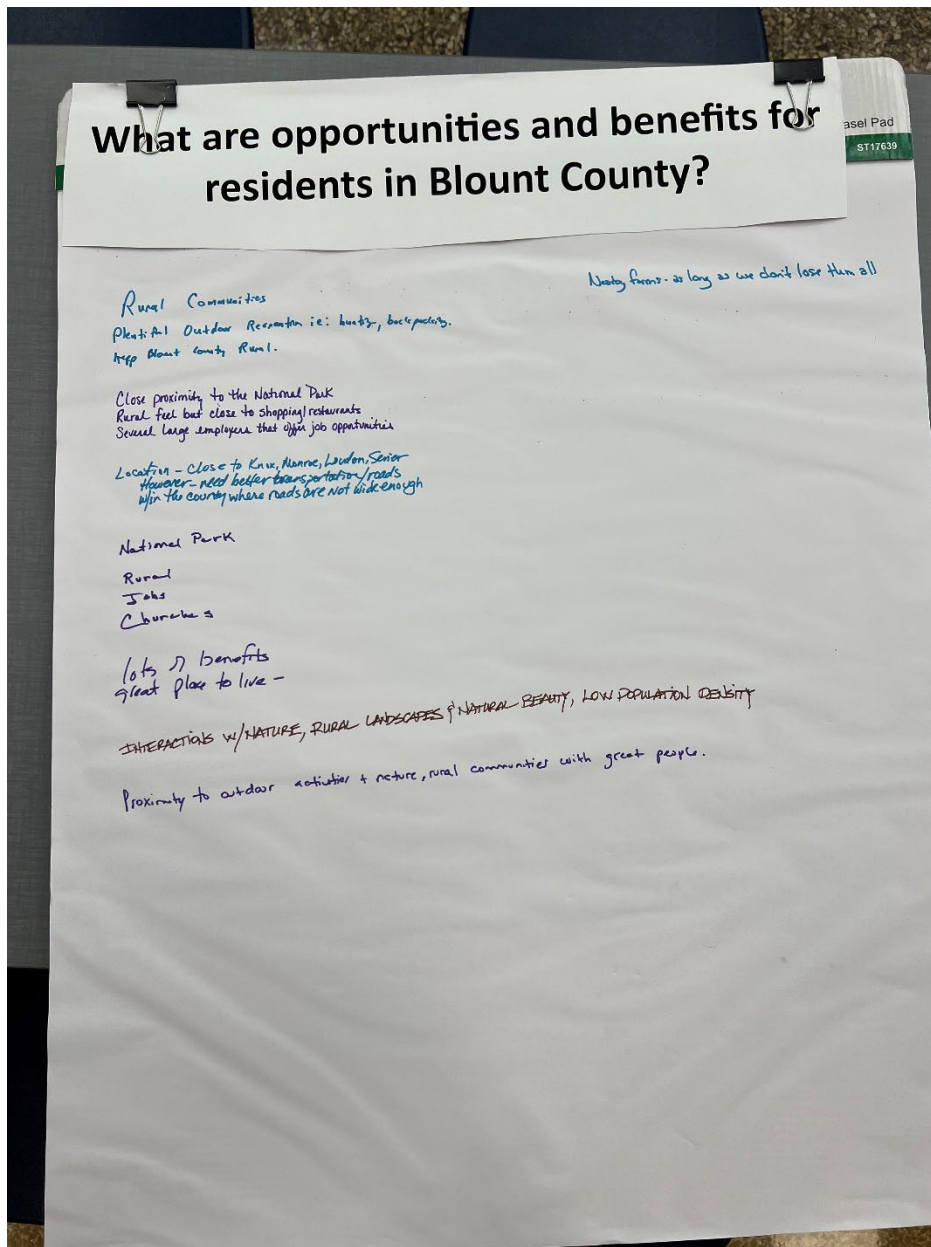 What are opportunities and benefits for
residents in Blount County?
asel Pad
ST17639
Nearby farms - as long as we don't lose them all
Rural Communities
Plentiful Outdoor Recreation ie: hunting, backpacking.
Keep Blount County Rural.
Close proximity to the National Park
Rural feel but close to shopping/restaurants
Several large employers that offer job opportunities
Location - Close to Knox, Monroe, Loudon, Sevier
However - need better transportation/roads
w/in the county where roads are not wide enough
National Park
Rural
Jobs
Churches
lots of benefits
great place to live -
INTERACTIONS W/NATURE, RURAL LANDSCAPES & NATURAL BEAUTY, LOW POPULATION DENSITY
Proximity to outdoor activities + nature, rural communities with great people.